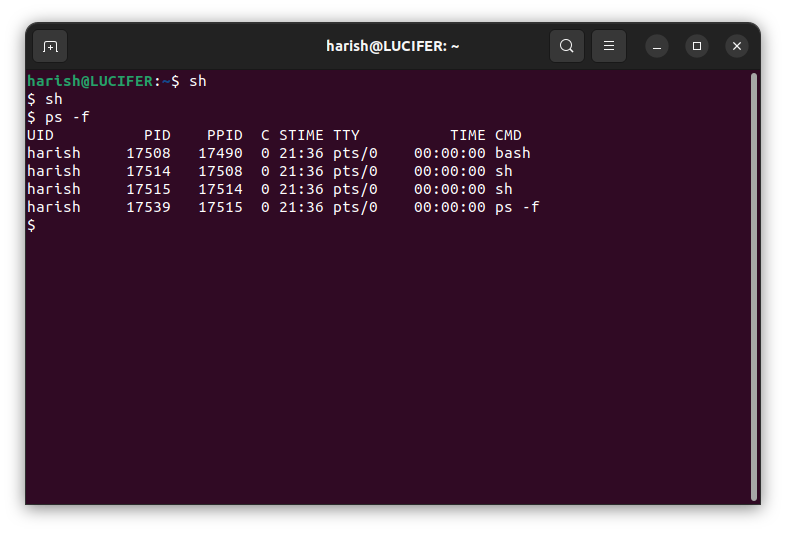 harish@LUCIFER: ~
harish@LUCIFER:~$ sh
$ sh
$ ps -f
UID          PID    PPID  C STIME TTY          TIME CMD
harish     17508   17490  0 21:36 pts/0    00:00:00 bash
harish     17514   17508  0 21:36 pts/0    00:00:00 sh
harish     17515   17514  0 21:36 pts/0    00:00:00 sh
harish     17539   17515  0 21:36 pts/0    00:00:00 ps -f
$